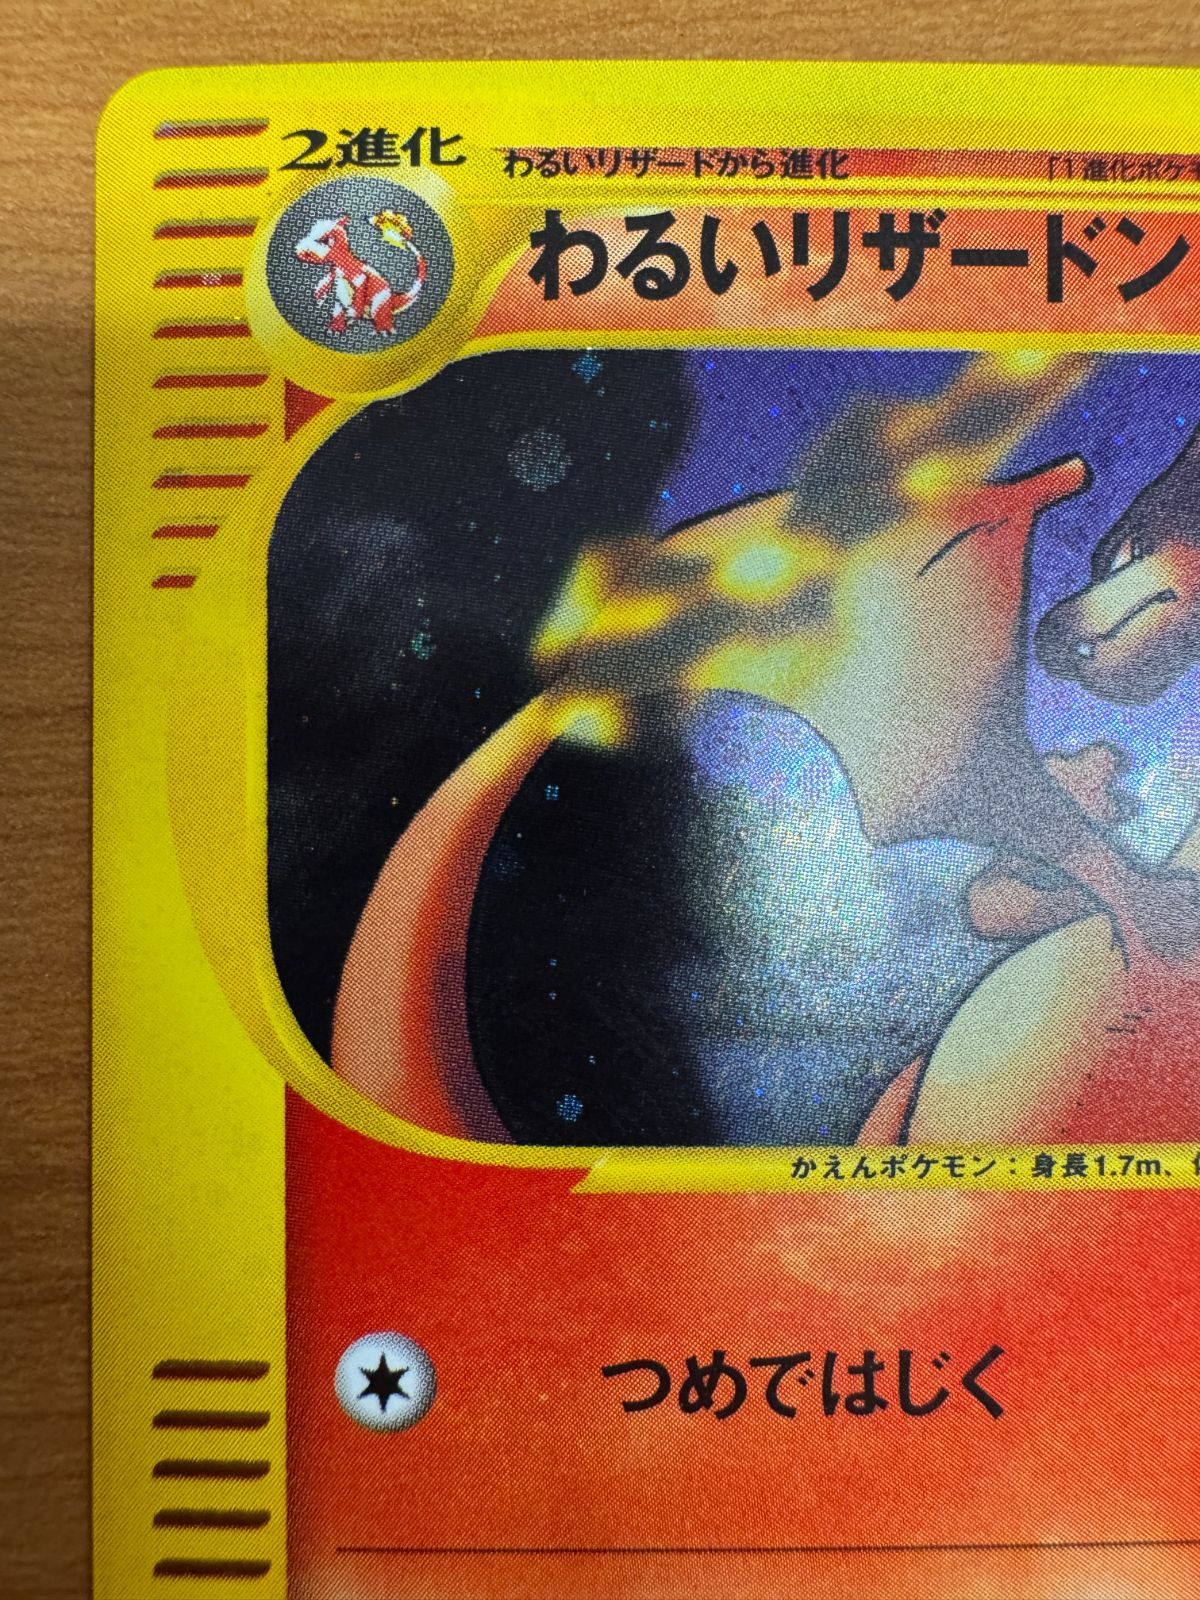 2進化
わるいリザードから進化
「1進化ポケモ
わるいリザードン
かえんポケモン：身長1.7m、
つめではじく